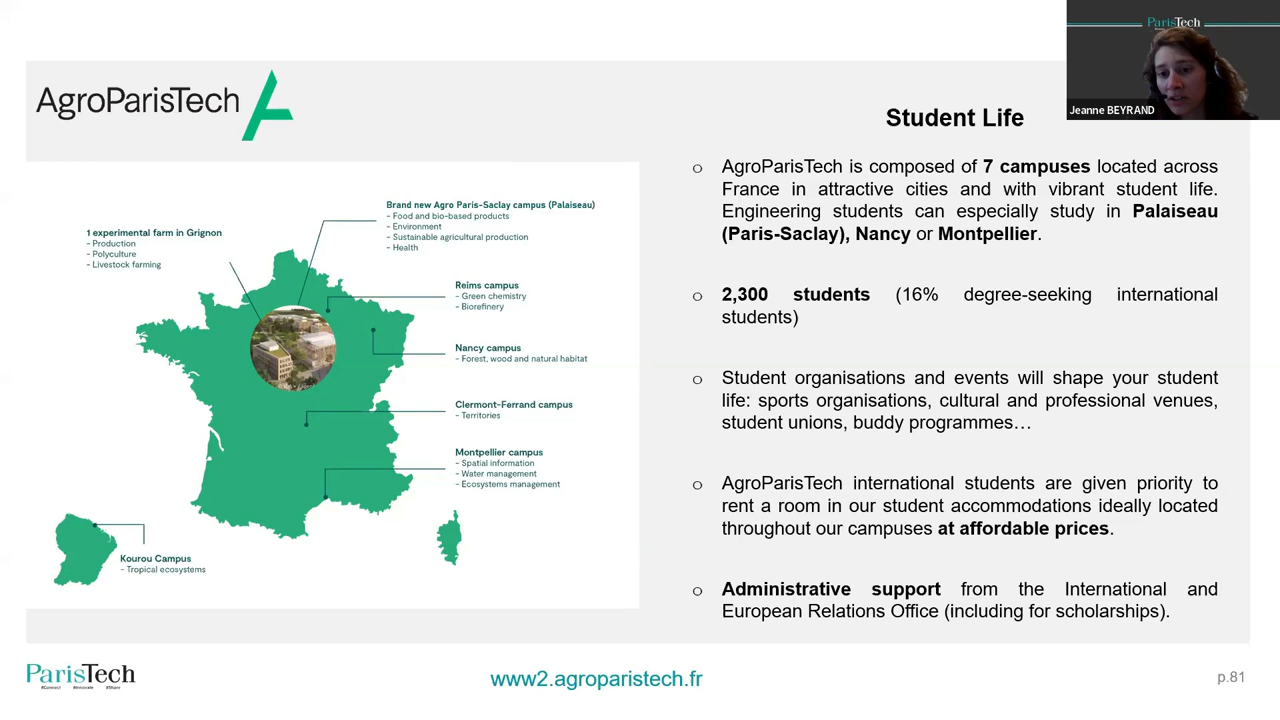 ParisTech
Jeanne BEYRAND
AgroParisTech
Student Life
Brand new Agro Paris-Saclay campus (Palaiseau)
- Food and bio-based products
- Environment
- Sustainable agricultural production
- Health
1 experimental farm in Grignon
- Production
- Polyculture
- Livestock farming
Reims campus
- Green chemistry
- Biorefinery
Nancy campus
- Forest, wood and natural habitat
Clermont-Ferrand campus
- Territories
Montpellier campus
- Spatial information
- Water management
- Ecosystems management
Kourou Campus
- Tropical ecosystems
o AgroParisTech is composed of 7 campuses located across
France in attractive cities and with vibrant student life.
Engineering students can especially study in Palaiseau
(Paris-Saclay), Nancy or Montpellier.
o 2,300 students (16% degree-seeking international
students)
o Student organisations and events will shape your student
life: sports organisations, cultural and professional venues,
student unions, buddy programmes…
o AgroParisTech international students are given priority to
rent a room in our student accommodations ideally located
throughout our campuses at affordable prices.
o Administrative support from the International and
European Relations Office (including for scholarships).
ParisTech
#Connect #Innovate #Share
www2.agroparistech.fr
p.81